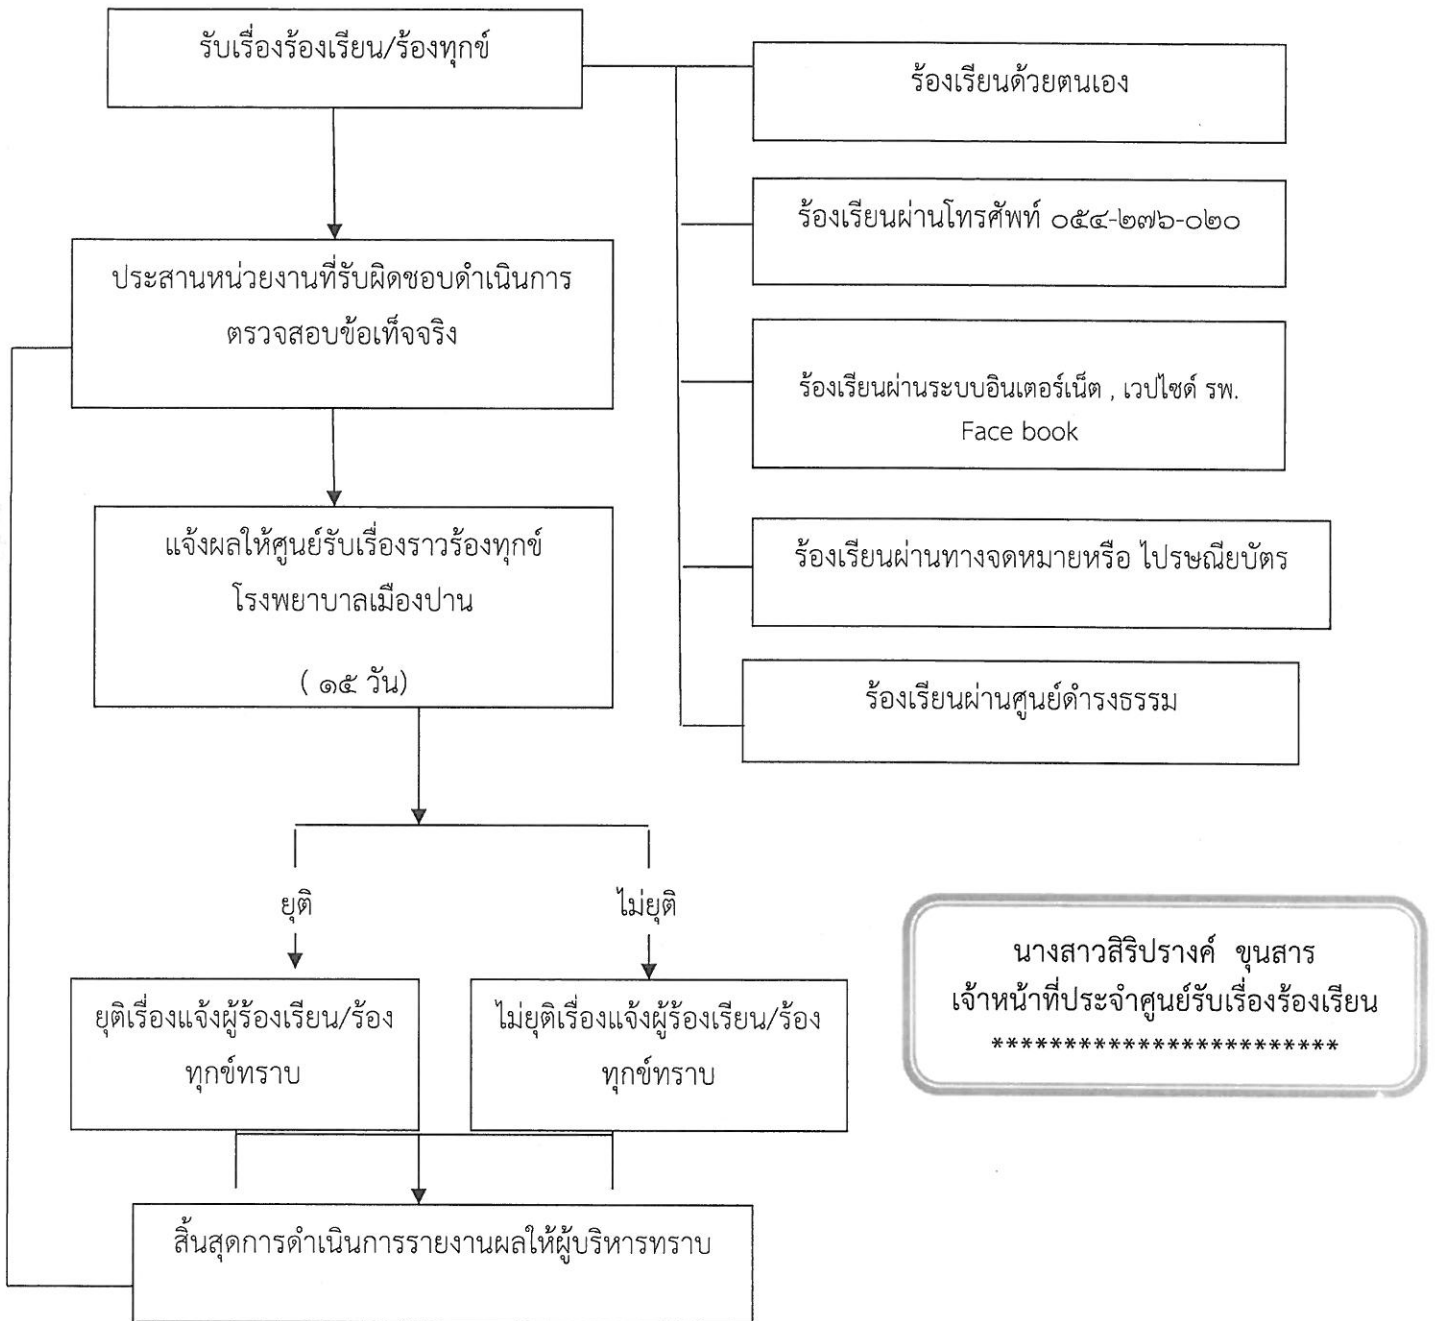 รับเรื่องร้องเรียน/ร้องทุกข์
ร้องเรียนด้วยตนเอง
ร้องเรียนผ่านโทรศัพท์ ๐๕๔-๒๗๖-๐๒๐
ประสานหน่วยงานที่รับผิดชอบดำเนินการ
ตรวจสอบข้อเท็จจริง
ร้องเรียนผ่านระบบอินเตอร์เน็ต , เวปไซด์ รพ.
Face book
แจ้งผลให้ศูนย์รับเรื่องราวร้องทุกข์
โรงพยาบาลเมืองปาน
( ๑๕ วัน)
ร้องเรียนผ่านทางจดหมายหรือ ไปรษณียบัตร
ร้องเรียนผ่านศูนย์ดำรงธรรม
ยุติ
ไม่ยุติ
ยุติเรื่องแจ้งผู้ร้องเรียน/ร้อง
ทุกข์ทราบ
ไม่ยุติเรื่องแจ้งผู้ร้องเรียน/ร้อง
ทุกข์ทราบ
นางสาวสิริปรางค์ ขุนสาร
เจ้าหน้าที่ประจำศูนย์รับเรื่องร้องเรียน
************************
สิ้นสุดการดำเนินการรายงานผลให้ผู้บริหารทราบ